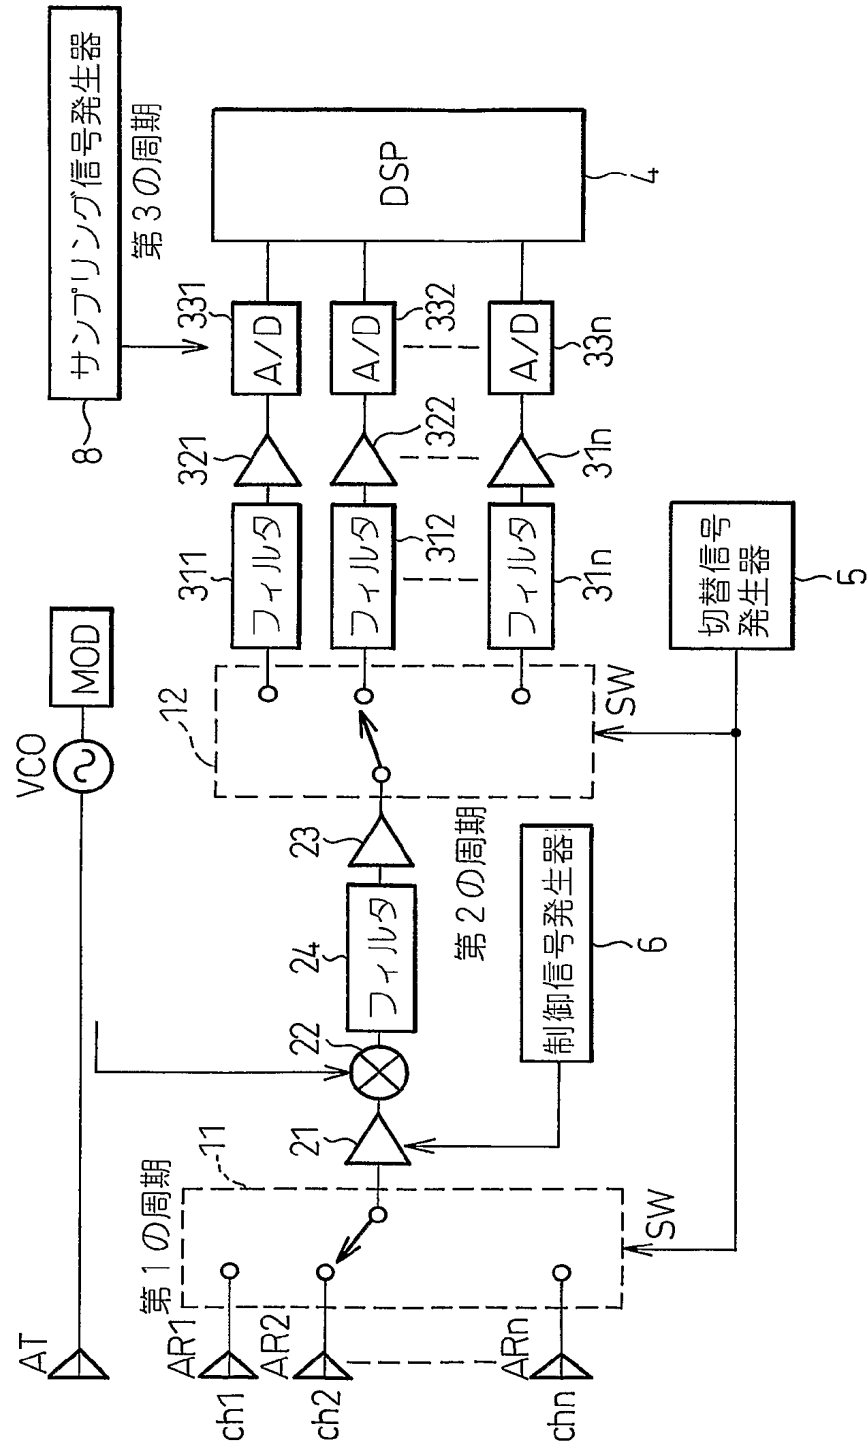 AT
VCO
MOD
8
サンプリング信号発生器
第3の周期
第1の周期
11
12
AR1
ch1
AR2
ch2
ARn
chn
SW
21
22
24
フィルタ
23
第2の周期
SW
311
フィルタ
321
331
A/D
フィルタ
312
322
A/D
332
フィルタ
31n
31n
A/D
33n
DSP
4
制御信号発生器
6
切替信号
発生器
5